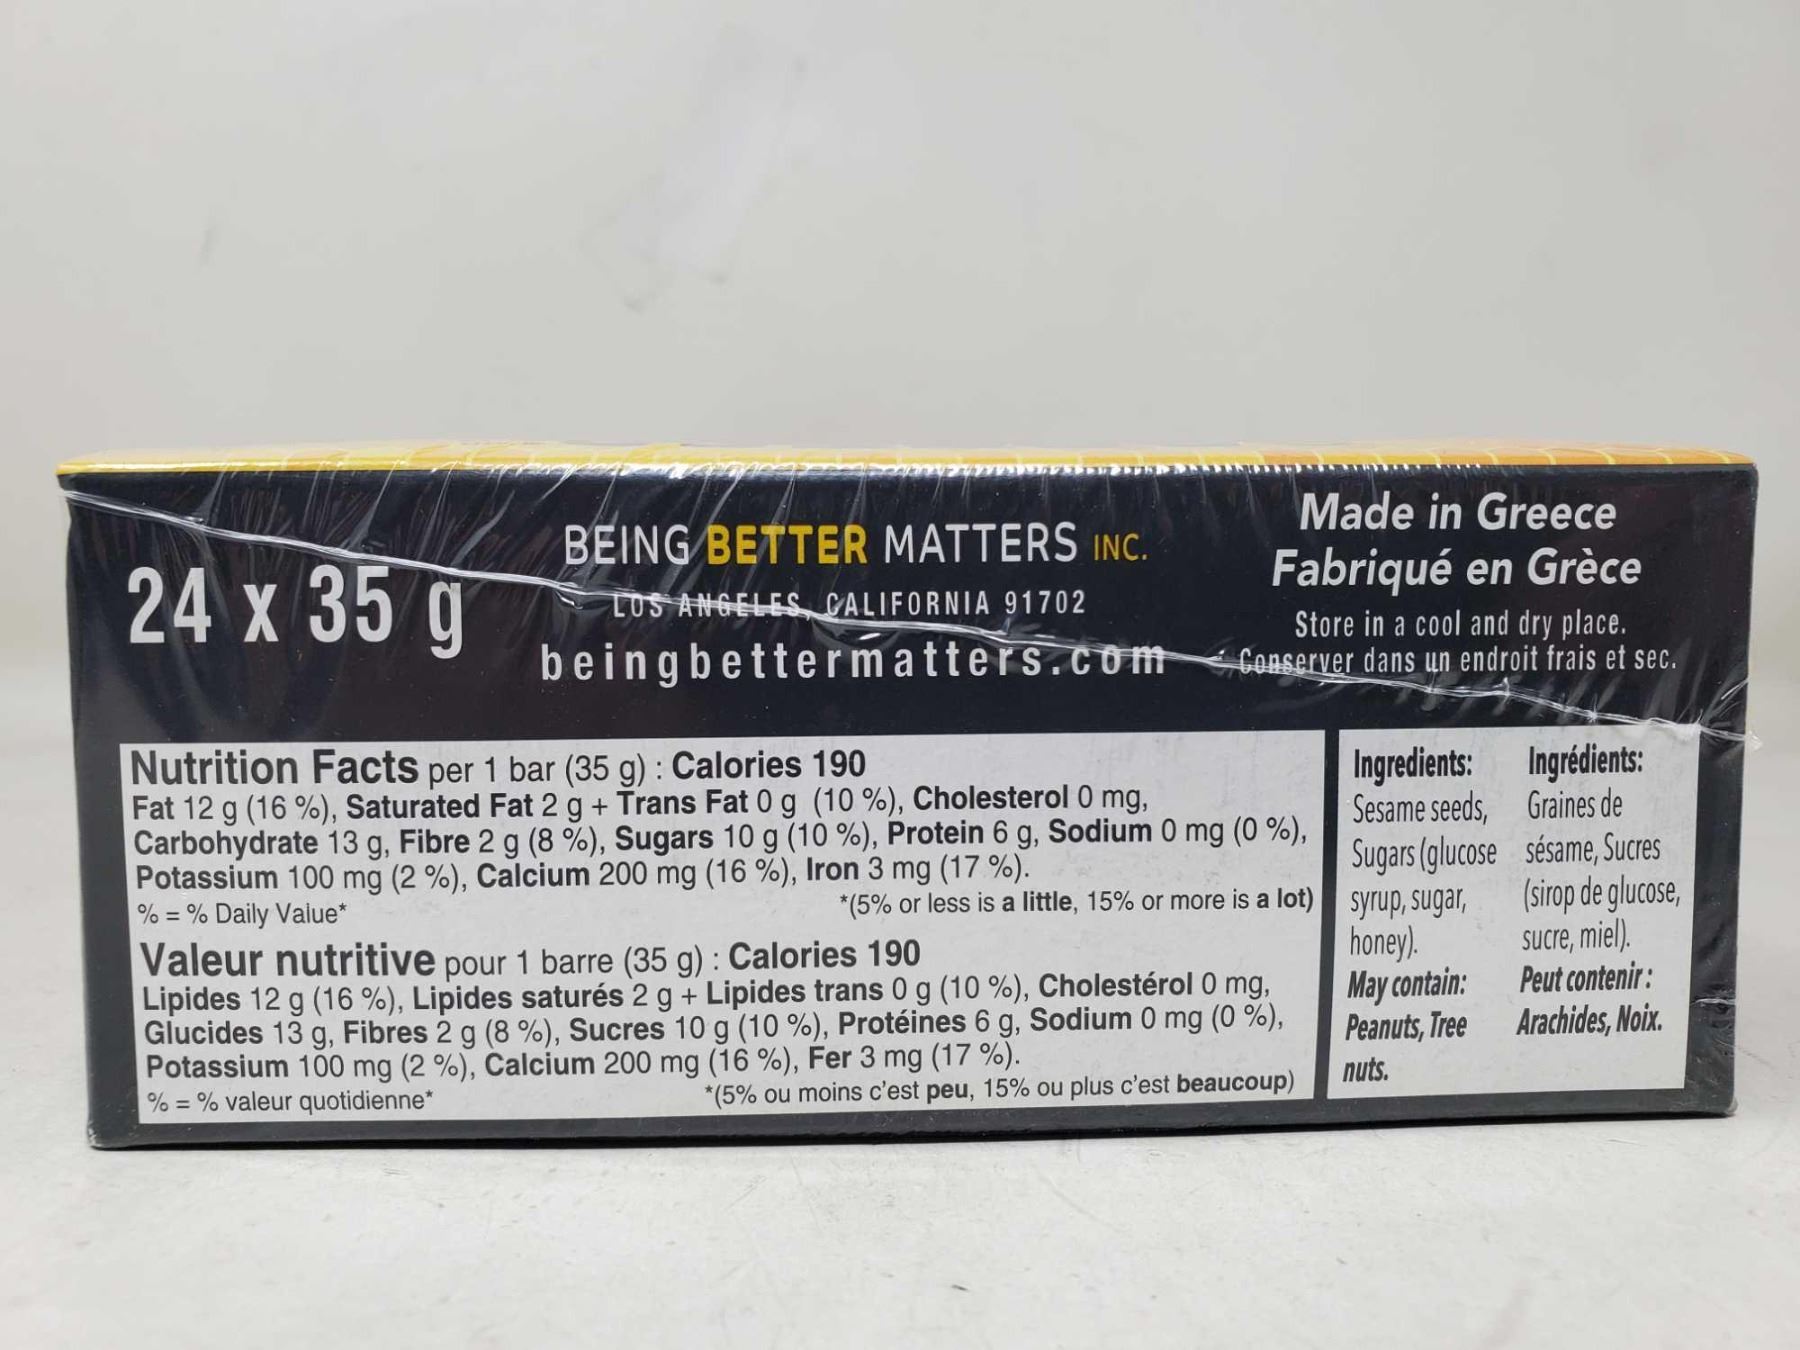 24 x 35 g
BEING BETTER MATTERS INC.
LOS ANGELES, CALIFORNIA 91702
beingbettermatters.com
Made in Greece
Fabriqué en Grèce
Store in a cool and dry place.
Conserver dans un endroit frais et sec.
Nutrition Facts per 1 bar (35 g) : Calories 190
Fat 12 g (16 %), Saturated Fat 2 g + Trans Fat 0 g (10 %), Cholesterol 0 mg,
Carbohydrate 13 g, Fibre 2 g (8 %), Sugars 10 g (10 %), Protein 6 g, Sodium 0 mg (0 %),
Potassium 100 mg (2 %), Calcium 200 mg (16 %), Iron 3 mg (17 %).
% = % Daily Value*
*(5% or less is a little, 15% or more is a lot)
Valeur nutritive pour 1 barre (35 g) : Calories 190
Lipides 12 g (16 %), Lipides saturés 2 g + Lipides trans 0 g (10 %), Cholestérol 0 mg,
Glucides 13 g, Fibres 2 g (8 %), Sucres 10 g (10 %), Protéines 6 g, Sodium 0 mg (0 %),
Potassium 100 mg (2 %), Calcium 200 mg (16 %), Fer 3 mg (17 %).
% = % valeur quotidienne*
*(5% ou moins c'est peu, 15% ou plus c'est beaucoup)
Ingredients:
Sesame seeds,
Sugars (glucose
syrup, sugar,
honey).
May contain:
Peanuts, Tree
nuts.
Ingrédients:
Graines de
sésame, Sucres
(sirop de glucose,
sucre, miel).
Peut contenir :
Arachides, Noix.